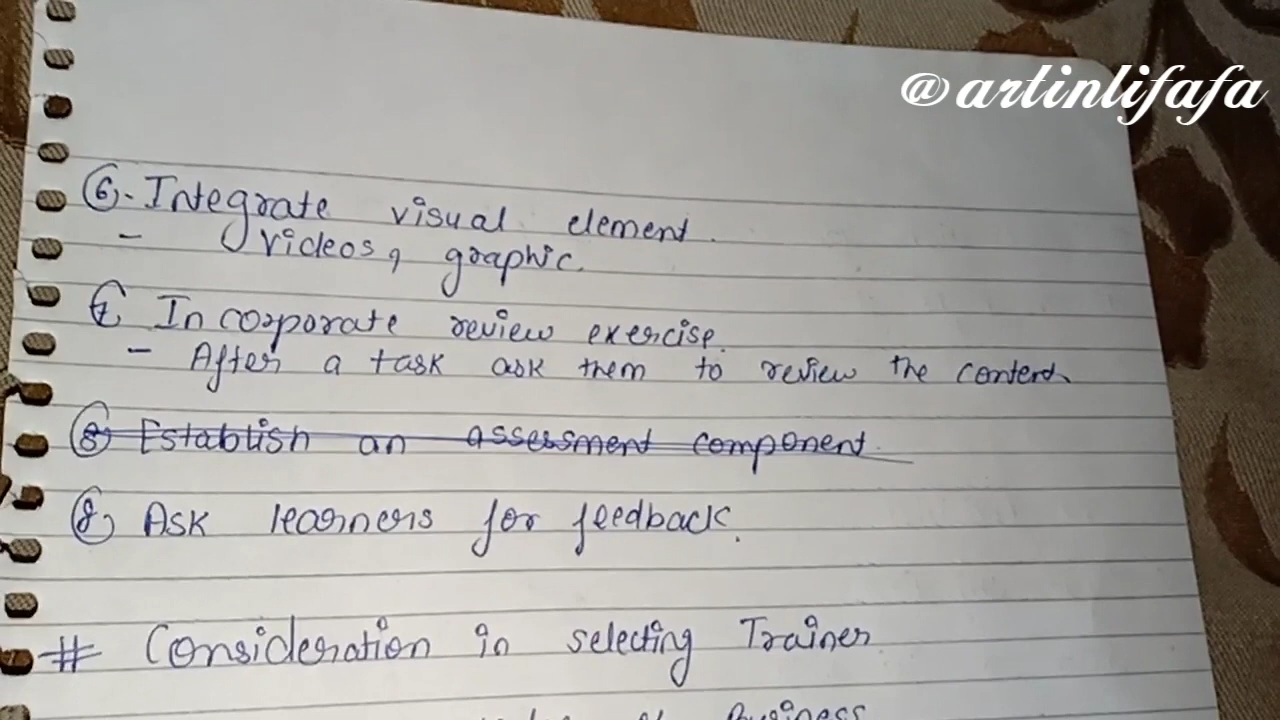 @artinlifafa
6.- Integrate visual element.
- videos, graphic.
7 Incorporate review exercise.
- After a task ask them to review the content.
8) Establish an assessment component.
8) Ask learners for feedback.
# Consideration in selecting Trainer
Business